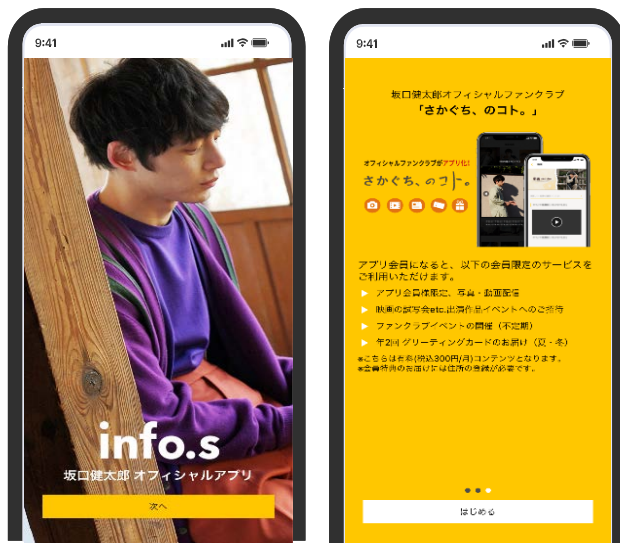 9:41
info.s
坂口健太郎 オフィシャルアプリ
次へ
9:41
坂口健太郎オフィシャルファンクラブ
「さかぐち、のコト。」
オフィシャルファンクラブがアプリ化!
さかぐち、のコト。
アプリ会員になると、以下の会員限定のサービスを
ご利用いただけます。
▶ アプリ会員様限定、写真・動画配信
▶ 映画の試写会etc.出演作品イベントへのご招待
▶ ファンクラブイベントの開催（不定期）
▶ 年2回 グリーティングカードのお届け（夏・冬）
※こちらは有料(税込300円/月)コンテンツとなります。
※会員特典のお届けには住所の登録が必要です。
はじめる